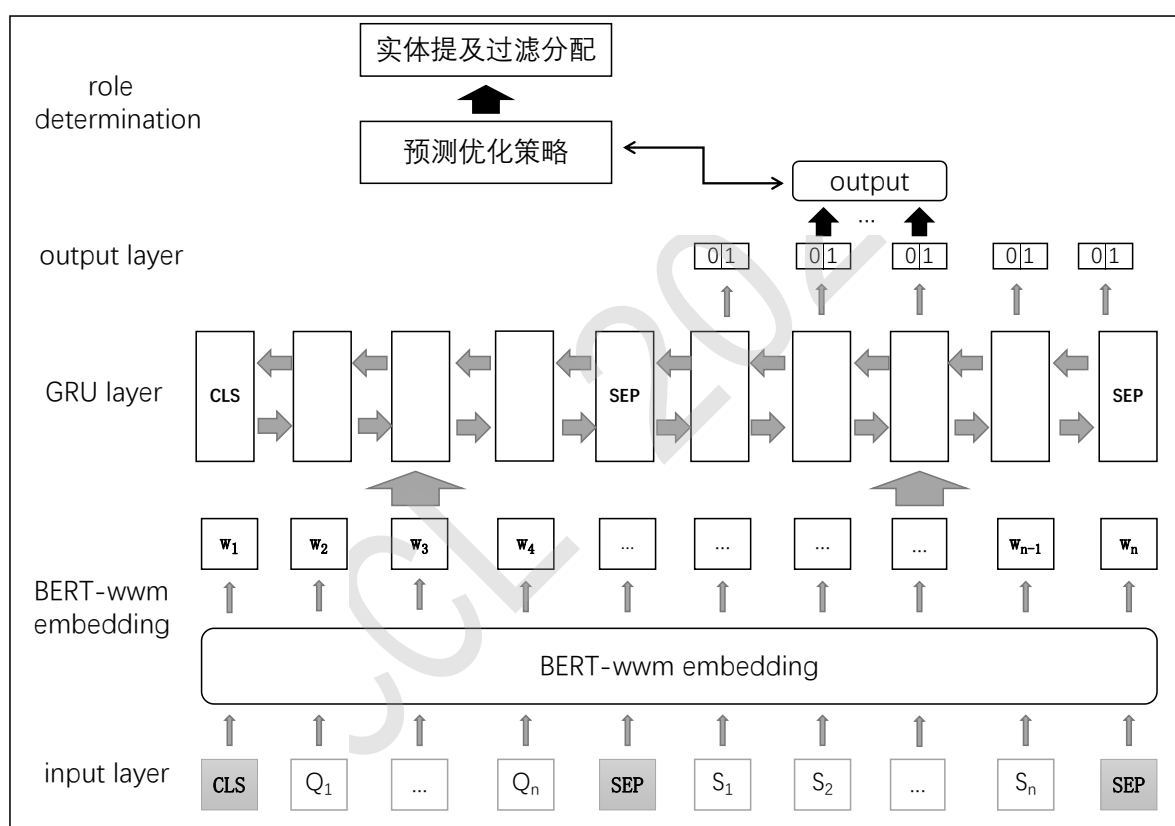 实体提及过滤分配
role
determination
预测优化策略
output
...
output layer
0 1 0 1 0 1 0 1 0 1
GRU layer
CLS SEP SEP
w1 w2 w3 w4 ... ... ... ... wn-1 wn
BERT-wwm
embedding
BERT-wwm embedding
input layer
CLS Q1 ... Qn SEP S1 S2 ... Sn SEP